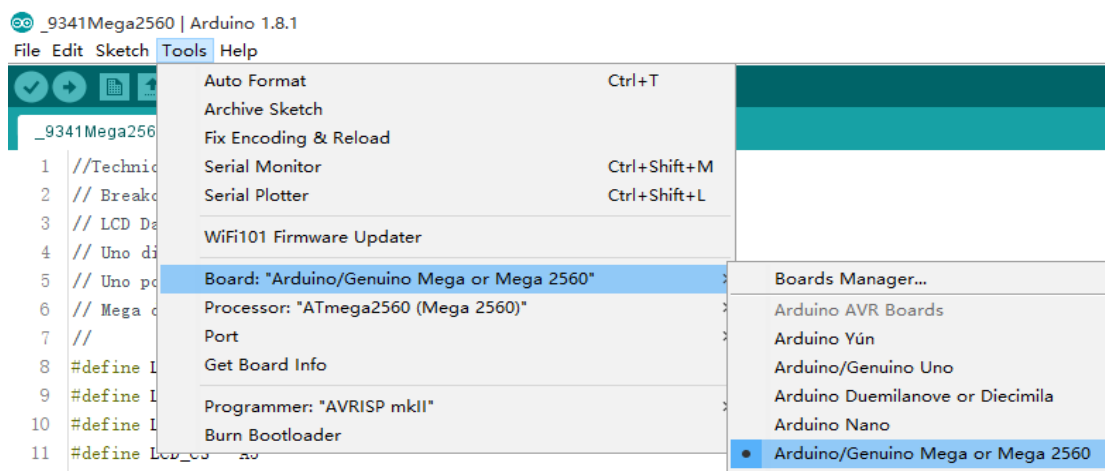 _9341Mega2560 | Arduino 1.8.1
File Edit Sketch Tools Help
Auto Format Ctrl+T
Archive Sketch
Fix Encoding & Reload
Serial Monitor Ctrl+Shift+M
Serial Plotter Ctrl+Shift+L
WiFi101 Firmware Updater
Board: "Arduino/Genuino Mega or Mega 2560"
Processor: "ATmega2560 (Mega 2560)"
Port
Get Board Info
Programmer: "AVRISP mkII"
Burn Bootloader
Boards Manager...
Arduino AVR Boards
Arduino Yún
Arduino/Genuino Uno
Arduino Duemilanove or Diecimila
Arduino Nano
Arduino/Genuino Mega or Mega 2560
_9341Mega256
1 //Technic
2 // Breako
3 // LCD Da
4 // Uno di
5 // Uno po
6 // Mega d
7 //
8 #define L
9 #define L
10 #define L
11 #define